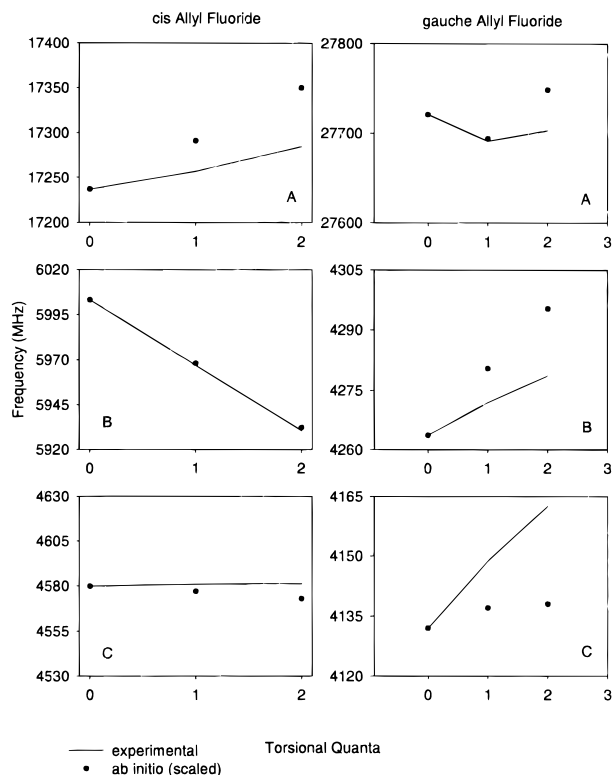 cis Allyl Fluoride
17400
17350
17300
17250
17200
A
0 1 2
gauche Allyl Fluoride
27800
27700
27600
A
0 1 2 3
Frequency (MHz)
6020
5995
5970
5945
5920
B
0 1 2
4305
4290
4275
4260
B
0 1 2 3
4630
4605
4580
4555
4530
C
0 1 2
4165
4150
4135
4120
C
0 1 2 3
Torsional Quanta
experimental
ab initio (scaled)